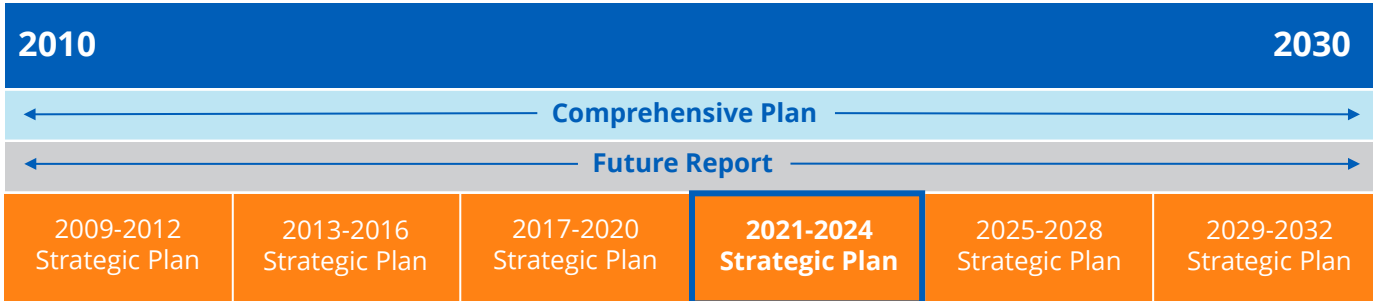 2010 2030
Comprehensive Plan
Future Report
2009-2012
Strategic Plan
2013-2016
Strategic Plan
2017-2020
Strategic Plan
2021-2024
Strategic Plan
2025-2028
Strategic Plan
2029-2032
Strategic Plan